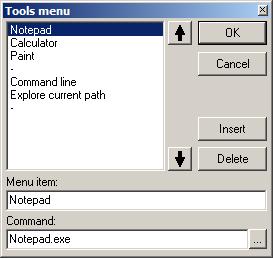 Tools menu
Notepad
Calculator
Paint
-
Command line
Explore current path
-
OK
Cancel
Insert
Delete
Menu item:
Notepad
Command:
Notepad.exe
...